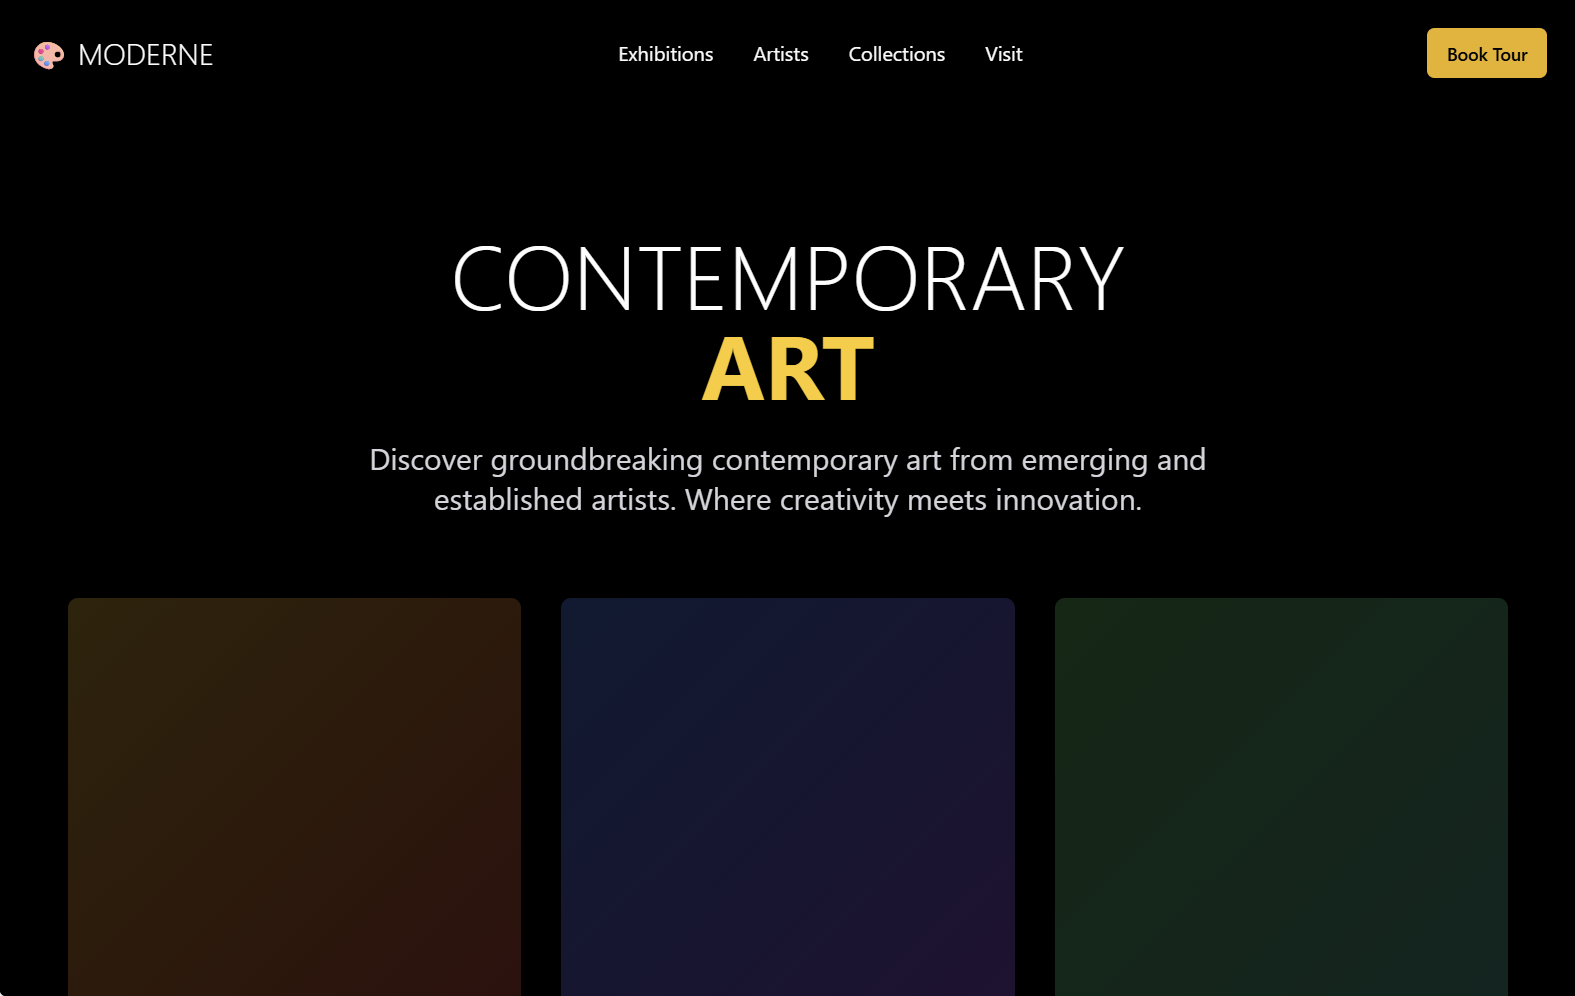 MODERNE
Exhibitions
Artists
Collections
Visit
Book Tour
CONTEMPORARY
ART
Discover groundbreaking contemporary art from emerging and
established artists. Where creativity meets innovation.